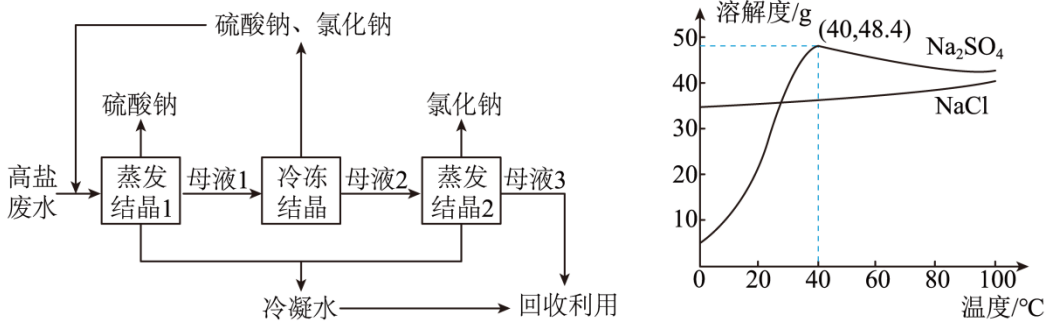 硫酸钠、氯化钠
硫酸钠
氯化钠
高盐
废水
蒸发
结晶1
母液1
冷冻
结晶
母液2
蒸发
结晶2
母液3
冷凝水
回收利用
溶解度/g
(40,48.4)
Na₂SO₄
NaCl
50
40
30
20
10
0 20 40 60 80 100
温度/°C